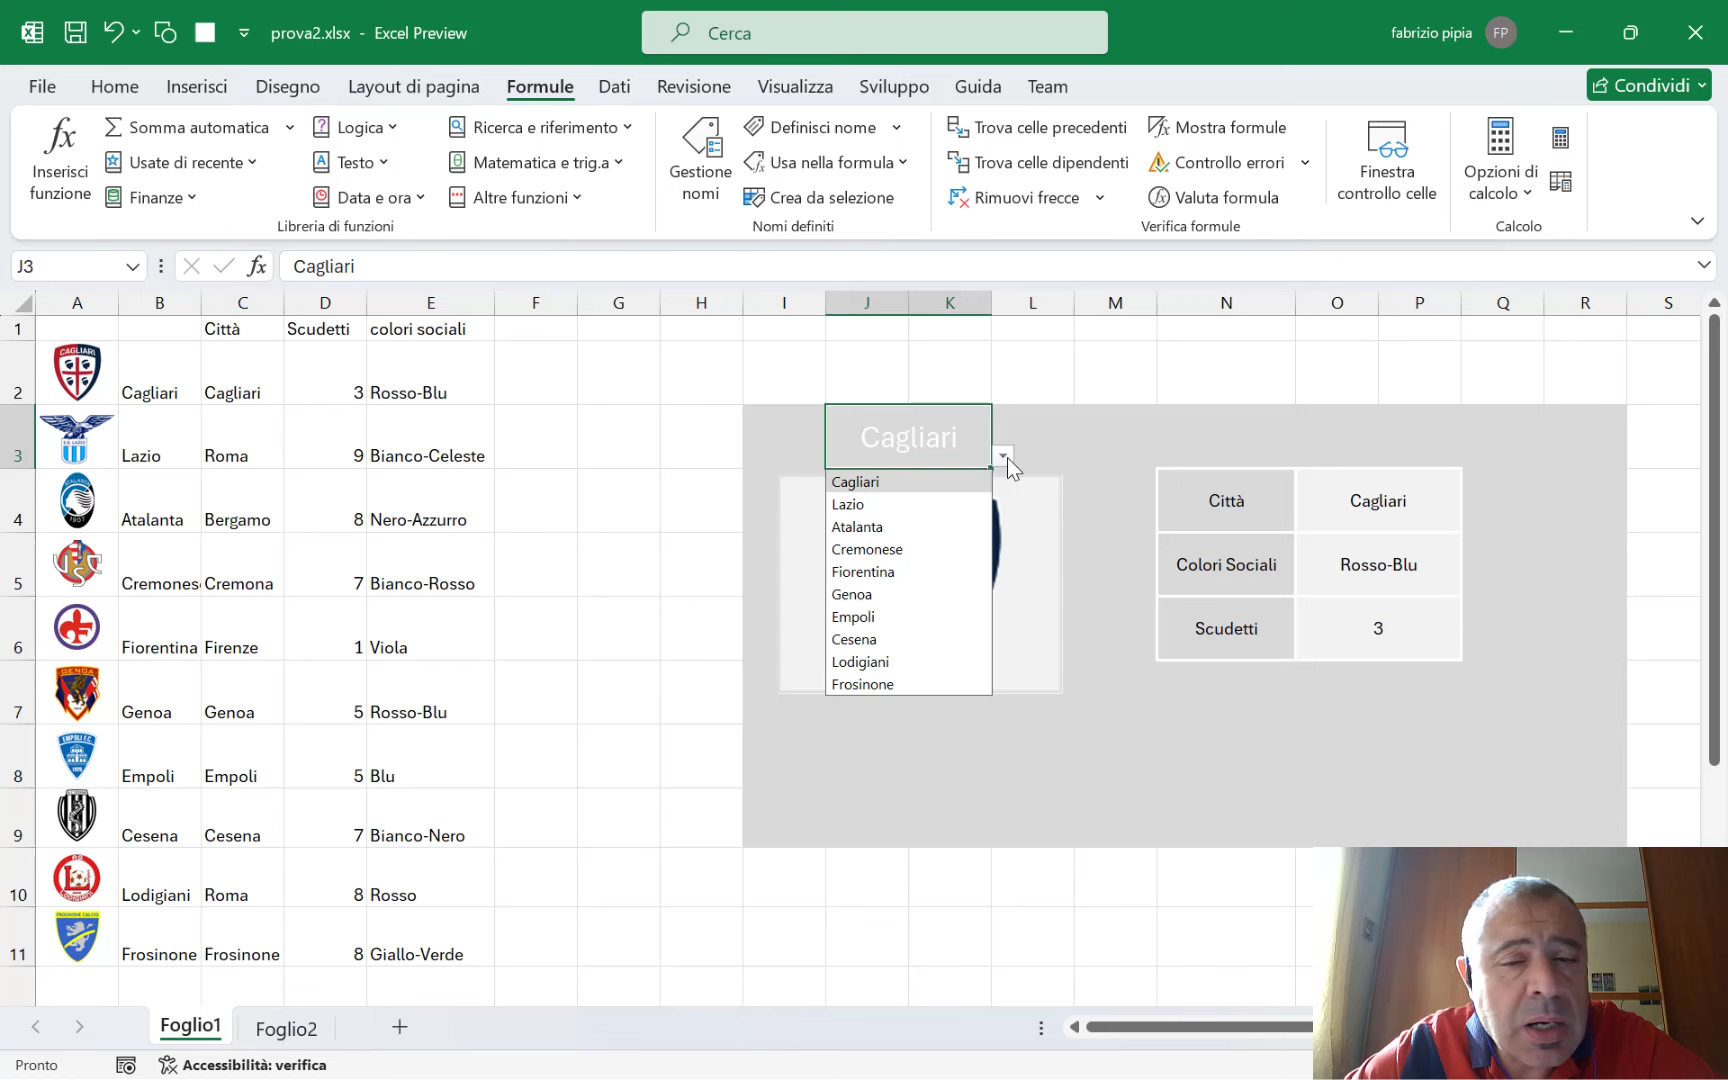 prova2.xlsx - Excel Preview
Cerca
fabrizio pipia FP
File Home Inserisci Disegno Layout di pagina Formule Dati Revisione Visualizza Sviluppo Guida Team Condividi
fx Inserisci funzione
Somma automatica
Usate di recente
Finanze
Logica
Testo
Data e ora
Ricerca e riferimento
Matematica e trig.a
Altre funzioni
Libreria di funzioni
Gestione nomi
Definisci nome
Usa nella formula
Crea da selezione
Nomi definiti
Trova celle precedenti
Trova celle dipendenti
Rimuovi frecce
Mostra formule
Controllo errori
Valuta formula
Verifica formule
Finestra controllo celle
Opzioni di calcolo
Calcolo
J3 fx Cagliari
A B C D E F G H I J K L M N O P Q R S
1 Città Scudetti colori sociali
CAGLIARI
2 Cagliari Cagliari 3 Rosso-Blu
3 Lazio Roma 9 Bianco-Celeste
4 Atalanta Bergamo 8 Nero-Azzurro
5 Cremones Cremona 7 Bianco-Rosso
6 Fiorentina Firenze 1 Viola
GENOA
7 Genoa Genoa 5 Rosso-Blu
EMPOLI F.C.
8 Empoli Empoli 5 Blu
9 Cesena Cesena 7 Bianco-Nero
10 Lodigiani Roma 8 Rosso
FROSINONE CALCIO
11 Frosinone Frosinone 8 Giallo-Verde
Cagliari
Cagliari
Lazio
Atalanta
Cremonese
Fiorentina
Genoa
Empoli
Cesena
Lodigiani
Frosinone
Città Cagliari
Colori Sociali Rosso-Blu
Scudetti 3
Foglio1 Foglio2
Pronto Accessibilità: verifica